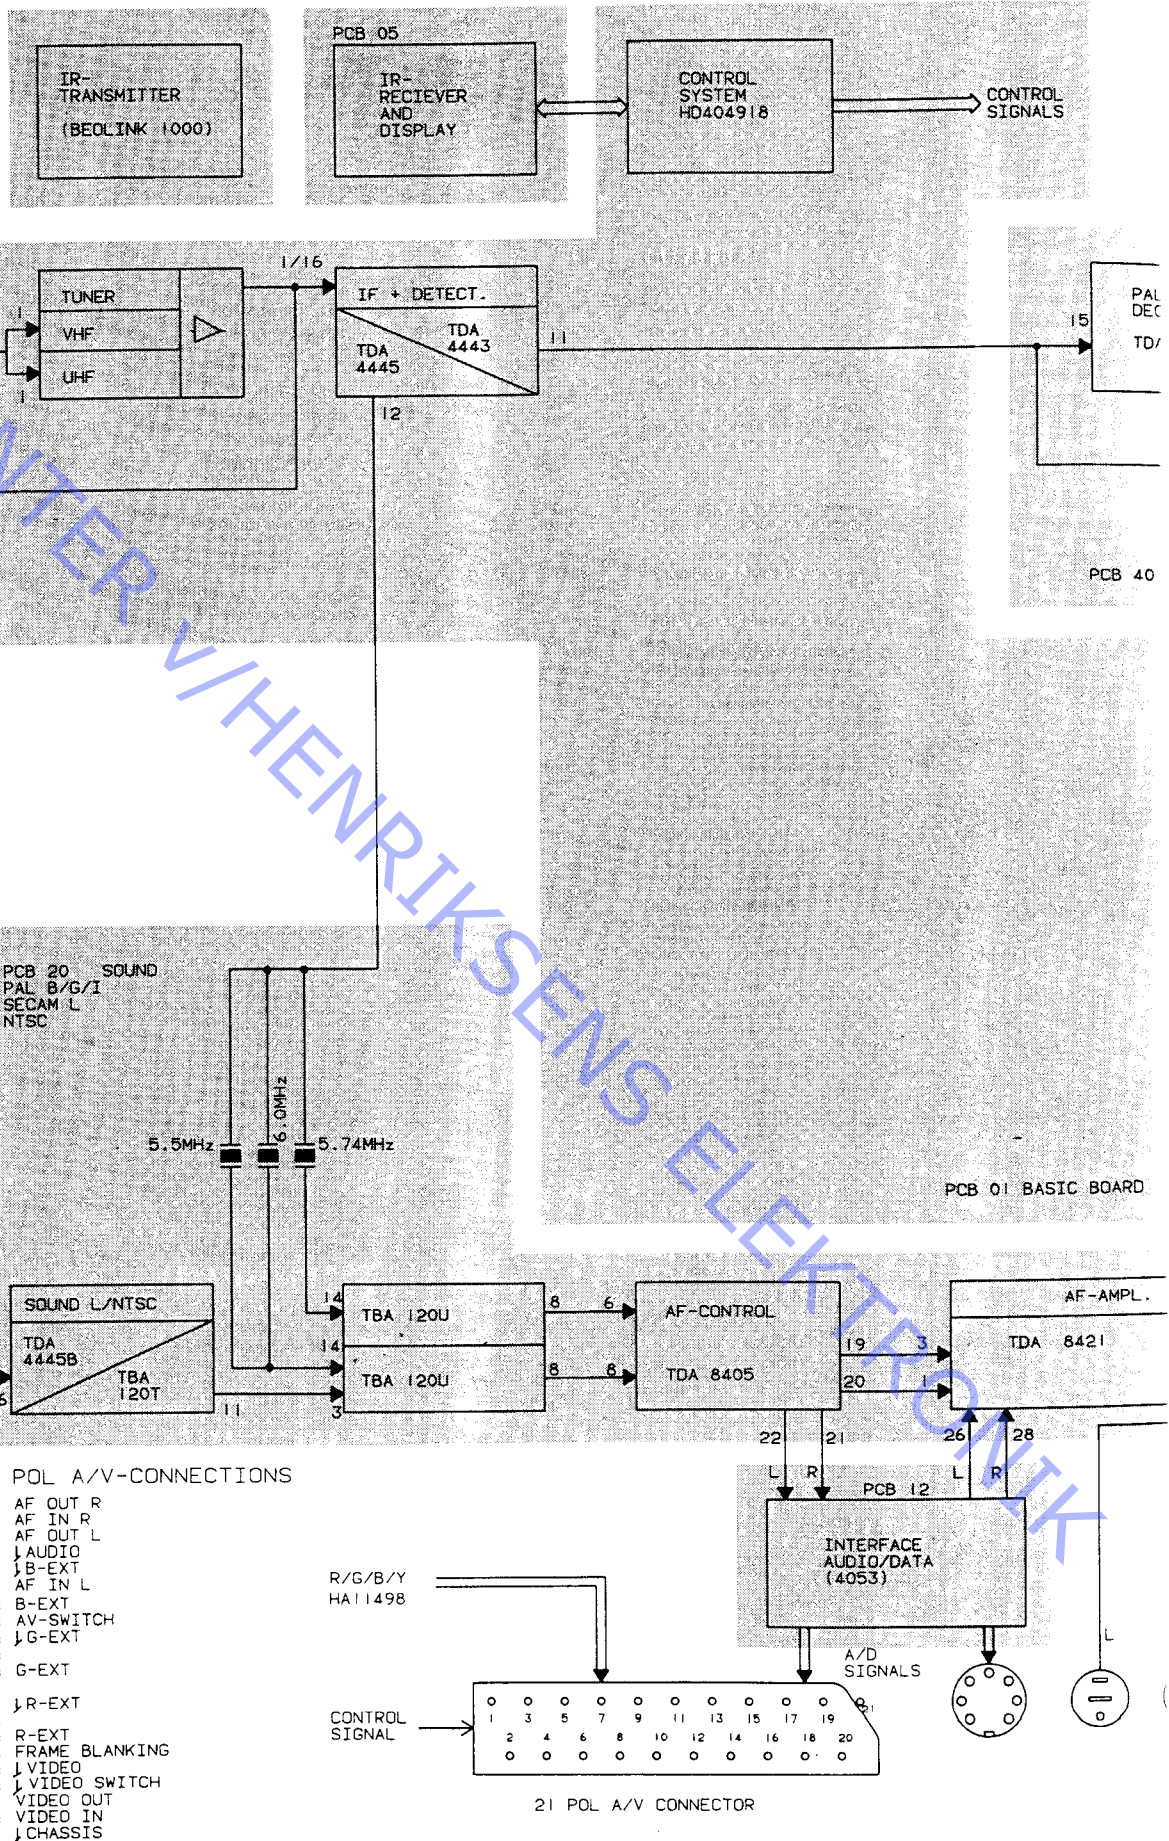 PCB 05
IR-
TRANSMITTER
(BEOLINK 1000)
IR-
RECIEVER
AND
DISPLAY
CONTROL
SYSTEM
HD404918
CONTROL
SIGNALS
TUNER
VHF
UHF
1
1
1/16
IF + DETECT.
TDA
4443
TDA
4445
11
12
15
PAL
TD/
PCB 40
NTER v/HENRIKSENS ELEKTRONIK
PCB 20 SOUND
PAL B/G/I
SECAM L
NTSC
5.5MHz
6.0MHz
5.74MHz
PCB 01 BASIC BOARD
SOUND L/NTSC
TDA
4445B
TBA
120T
6
11
14
TBA 120U
14
TBA 120U
3
8
6
8
8
AF-CONTROL
TDA 8405
19
3
20
1
AF-AMPL.
TDA 8421
22
21
26
28
L
R
L
R
PCB 12
INTERFACE
AUDIO/DATA
(4053)
POL A/V-CONNECTIONS
AF OUT R
AF IN R
AF OUT L
AUDIO
B-EXT
AF IN L
B-EXT
AV-SWITCH
G-EXT
G-EXT
R-EXT
R-EXT
FRAME BLANKING
VIDEO
VIDEO SWITCH
VIDEO OUT
VIDEO IN
CHASSIS
R/G/B/Y
HA11498
A/D
SIGNALS
L
CONTROL
SIGNAL
1 3 5 7 9 11 13 15 17 19 21
2 4 6 8 10 12 14 16 18 20
21 POL A/V CONNECTOR